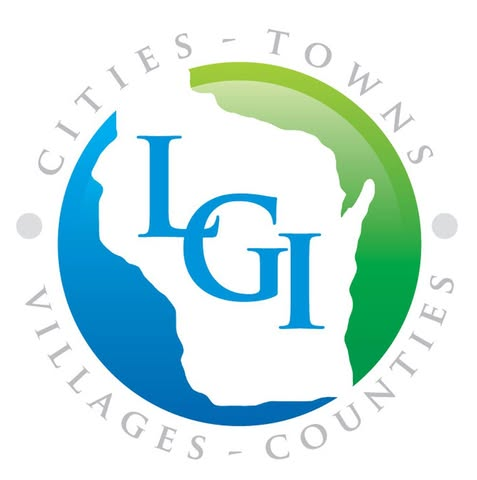 CITIES - TOWNS
LGI
VILLAGES - COUNTIES